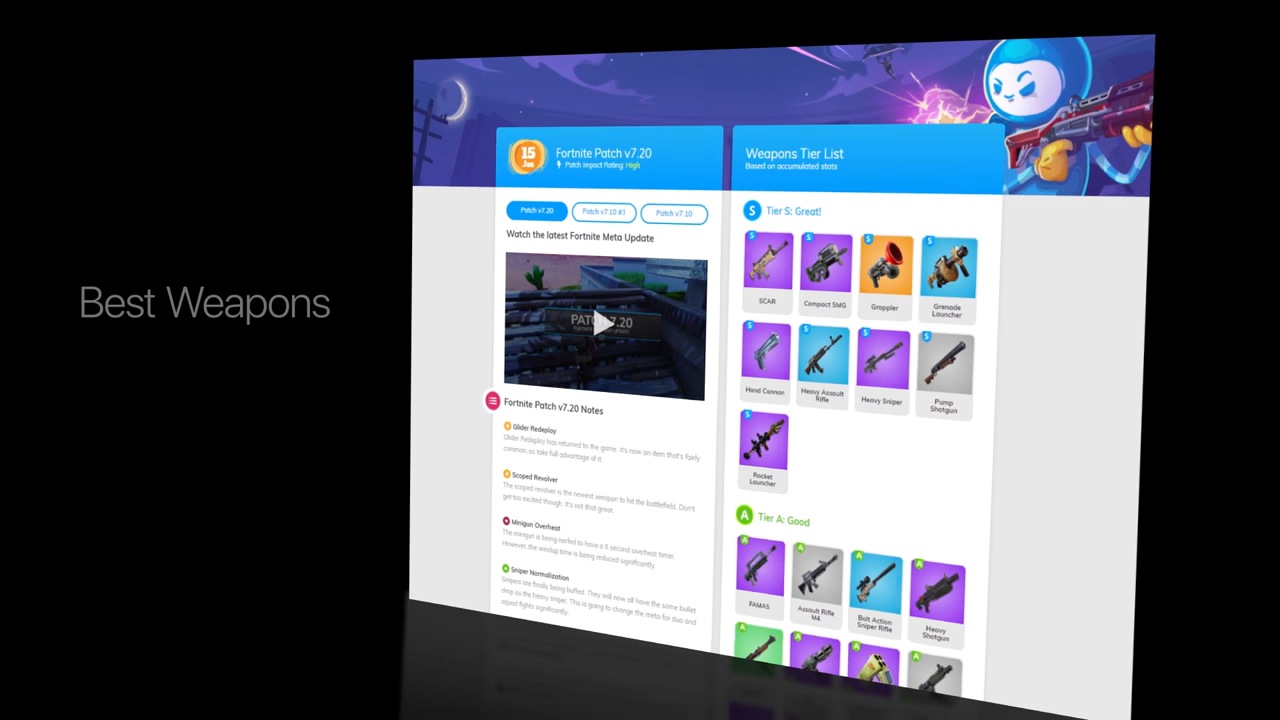 Best Weapons
15
Jan
Fortnite Patch v7.20
Patch Impact Rating: High
Patch v7.20
Patch v7.10 #3
Patch v7.10
Watch the latest Fortnite Meta Update
PATCH 7.20
Fortnite Patch v7.20 Notes
Glider Redeploy
Glider Redeploy has returned to the game. It's now an item that's fairly
common, so take full advantage of it.
Scoped Revolver
The scoped revolver is the newest weapon to hit the battlefield. Don't
get too excited though. It's not that great.
Minigun Overheat
The minigun is being nerfed to have a 6 second overheat timer.
However, the windup time is being reduced significantly.
Sniper Normalization
Snipers are finally being buffed. They will now all have the same bullet
drop as the heavy sniper. This is going to change the meta for duo and
squad fights significantly.
Weapons Tier List
Based on accumulated stats
S
Tier S: Great!
S
S
S
S
SCAR
Compact SMG
Grappler
Grenade
Launcher
S
S
S
S
Hand Cannon
Heavy Assault
Rifle
Heavy Sniper
Pump
Shotgun
S
Rocket
Launcher
A
Tier A: Good
A
A
A
A
FAMAS
Assault Rifle
M4
Bolt Action
Sniper Rifle
Heavy
Shotgun
A
A
A
A